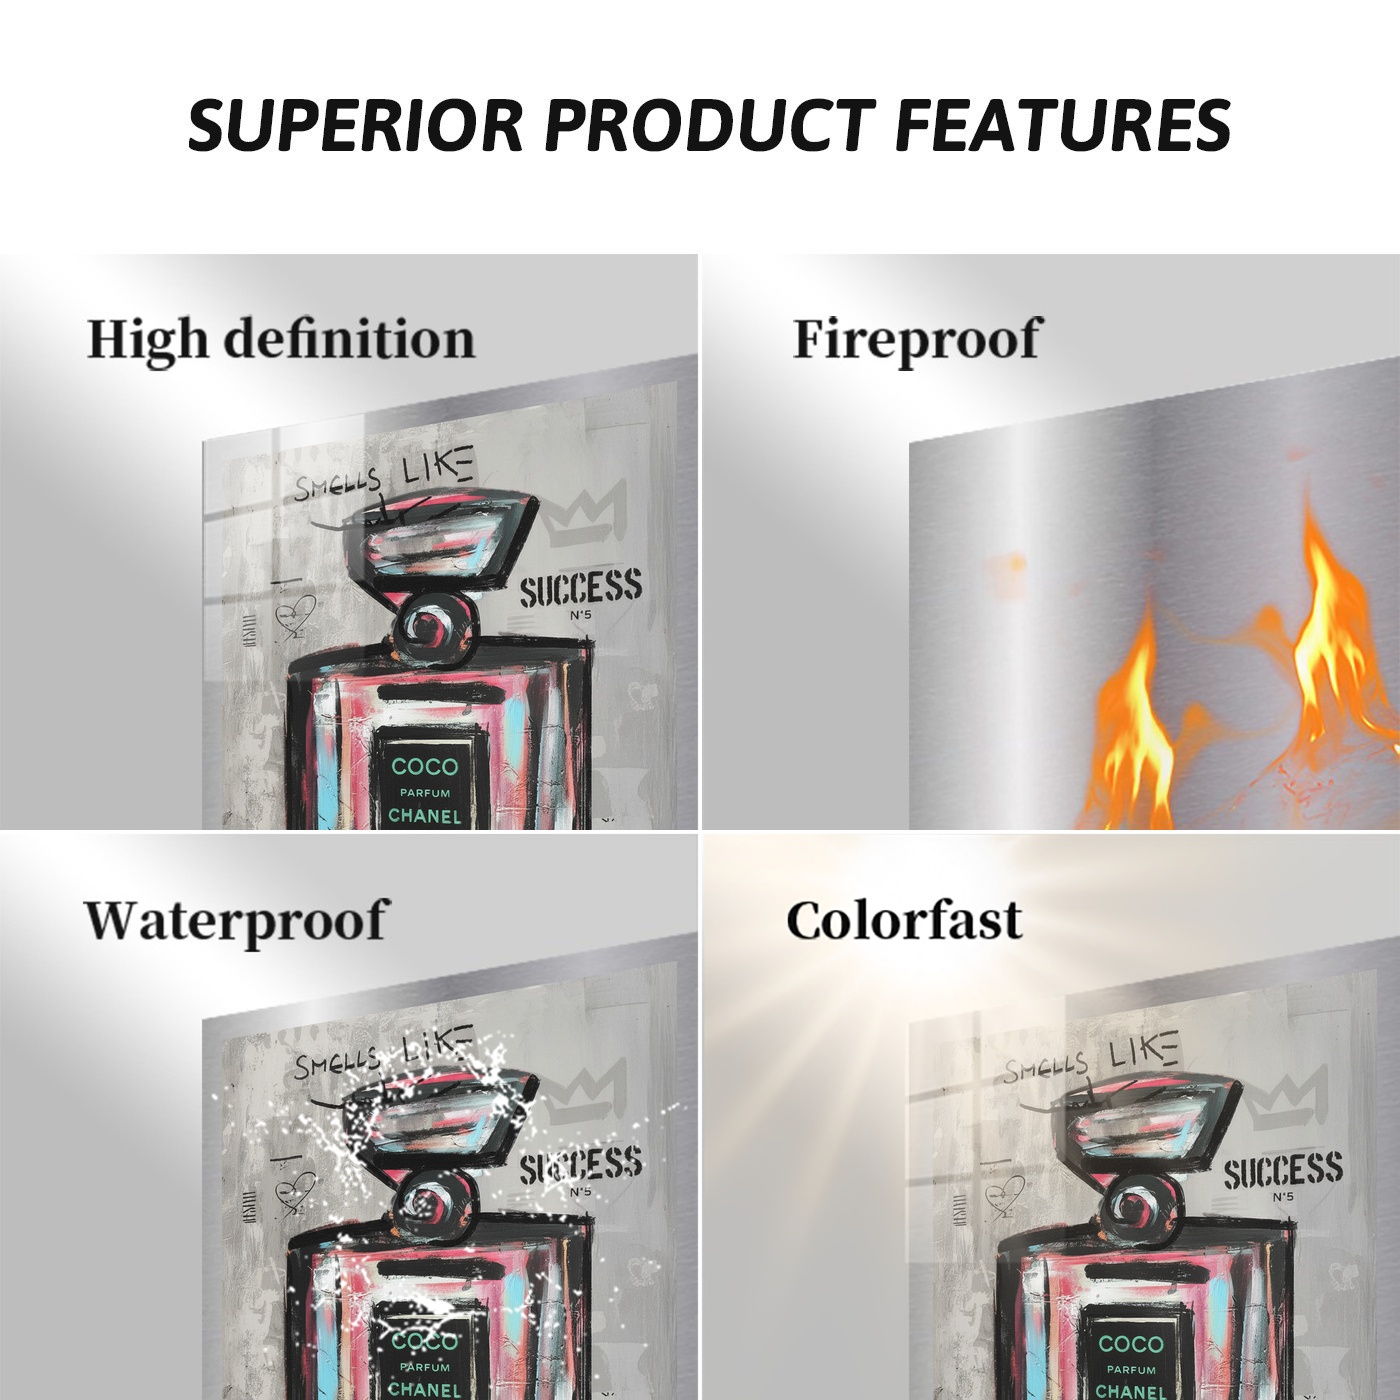 SUPERIOR PRODUCT FEATURES
High definition
SMELLS LIKE
SUCCESS
N°5
COCO
PARFUM
CHANEL
Fireproof
Waterproof
SMELLS LIKE
SUCCESS
N°5
COCO
PARFUM
CHANEL
Colorfast
SMELLS LIKE
SUCCESS
N°5
COCO
PARFUM
CHANEL